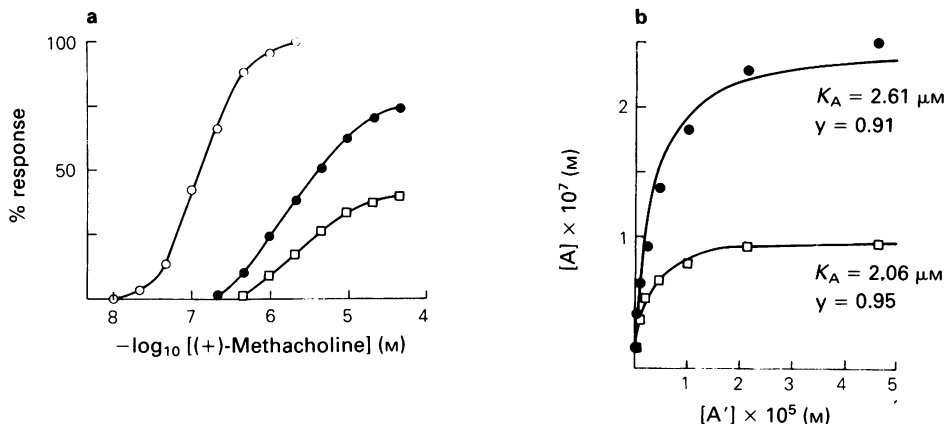 a
100
50
% response
8 7 6 5 4
−log₁₀ [(+)-Methacholine] (M)
b
2
1
[A] × 10⁷ (M)
K_A = 2.61 μM
y = 0.91
K_A = 2.06 μM
y = 0.95
1 2 3 4 5
[A'] × 10⁵ (M)